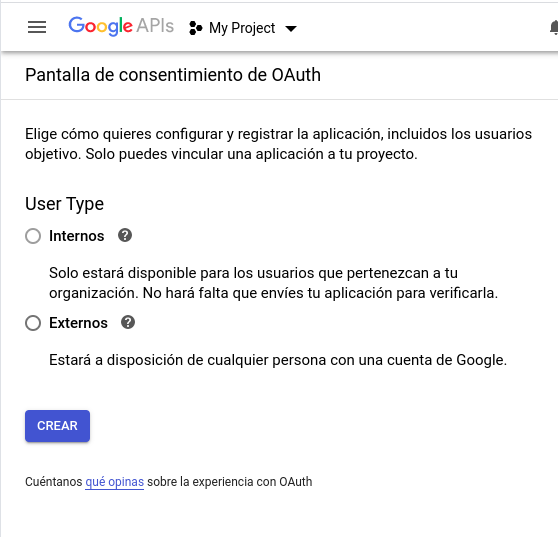 Google APIs My Project
Pantalla de consentimiento de OAuth
Elige cómo quieres configurar y registrar la aplicación, incluidos los usuarios
objetivo. Solo puedes vincular una aplicación a tu proyecto.
User Type
Internos ?
Solo estará disponible para los usuarios que pertenezcan a tu
organización. No hará falta que envíes tu aplicación para verificarla.
Externos ?
Estará a disposición de cualquier persona con una cuenta de Google.
CREAR
Cuéntanos qué opinas sobre la experiencia con OAuth